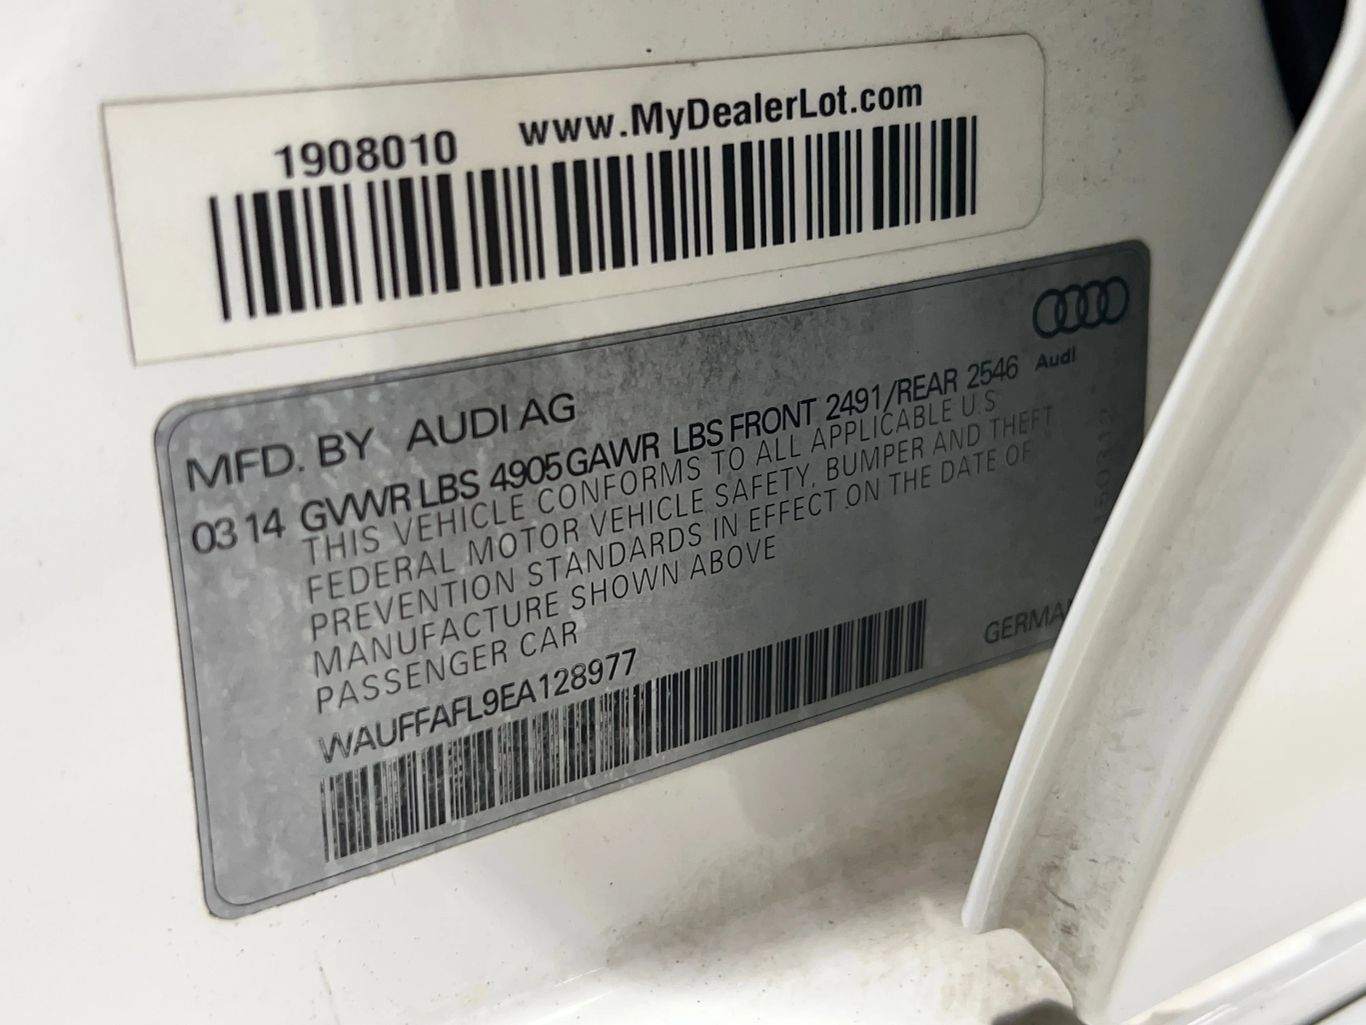 1908010 www.MyDealerLot.com
Audi
MFD. BY AUDI AG
03 14 GVWR LBS 4905 GAWR LBS FRONT 2491/REAR 2546
THIS VEHICLE CONFORMS TO ALL APPLICABLE U.S
FEDERAL MOTOR VEHICLE SAFETY, BUMPER AND THEFT
PREVENTION STANDARDS IN EFFECT ON THE DATE OF
MANUFACTURE SHOWN ABOVE
PASSENGER CAR
WAUFFAFL9EA128977